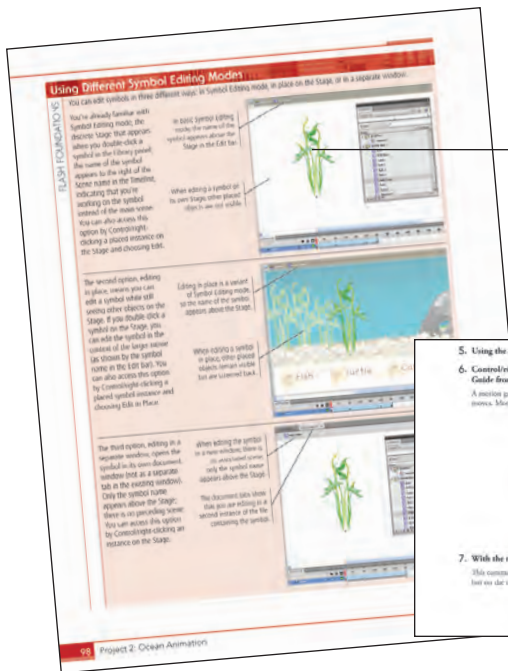 Using Different Symbol Editing Modes
FLASH FOUNDATIONS
You can edit symbols in three different ways: in Symbol Editing mode, in place on the Stage, or in a separate window.
You're already familiar with
Symbol Editing mode, the
discrete Stage that appears
when you double-click a
symbol in the Library panel;
the name of the symbol
appears to the right of the
Scene name in the Timeline,
indicating that you're
working on the symbol
instead of the main scene.
You can also access this
option by Control/right-
clicking a placed instance on
the Stage and choosing Edit.
In basic Symbol Editing
mode, the name of the
symbol appears above the
Stage in the Edit bar.
When editing a symbol on
its own Stage, other placed
objects are not visible.
The second option, editing
in place, means you can
edit a symbol while still
seeing other objects on the
Stage. If you double-click a
symbol on the Stage, you
can edit the symbol in the
context of the larger movie
(as shown by the symbol
name in the Edit bar). You
can also access this option
by Control/right-clicking a
placed symbol instance and
choosing Edit in Place.
Editing in place is a variant
of Symbol Editing mode,
so the name of the symbol
appears above the Stage.
When editing a symbol
in place, other placed
objects remain visible
but are screened back.
Fish
Turtle
The third option, editing in a
separate window, opens the
symbol in its own document
window (not as a separate
tab in the existing window).
Only the symbol name
appears above the Stage;
there is no preceding scene.
You can access this option
by Control/right-clicking an
instance on the Stage.
When editing the symbol
in a new window, there is
no associated scene;
only the symbol name
appears above the Stage.
The document tabs show
that you are editing in a
second instance of the file
containing the symbol.
98 Project 2: Ocean Animation
5. Using the
6. Control/ri
Guide from
A motion g
7. With the